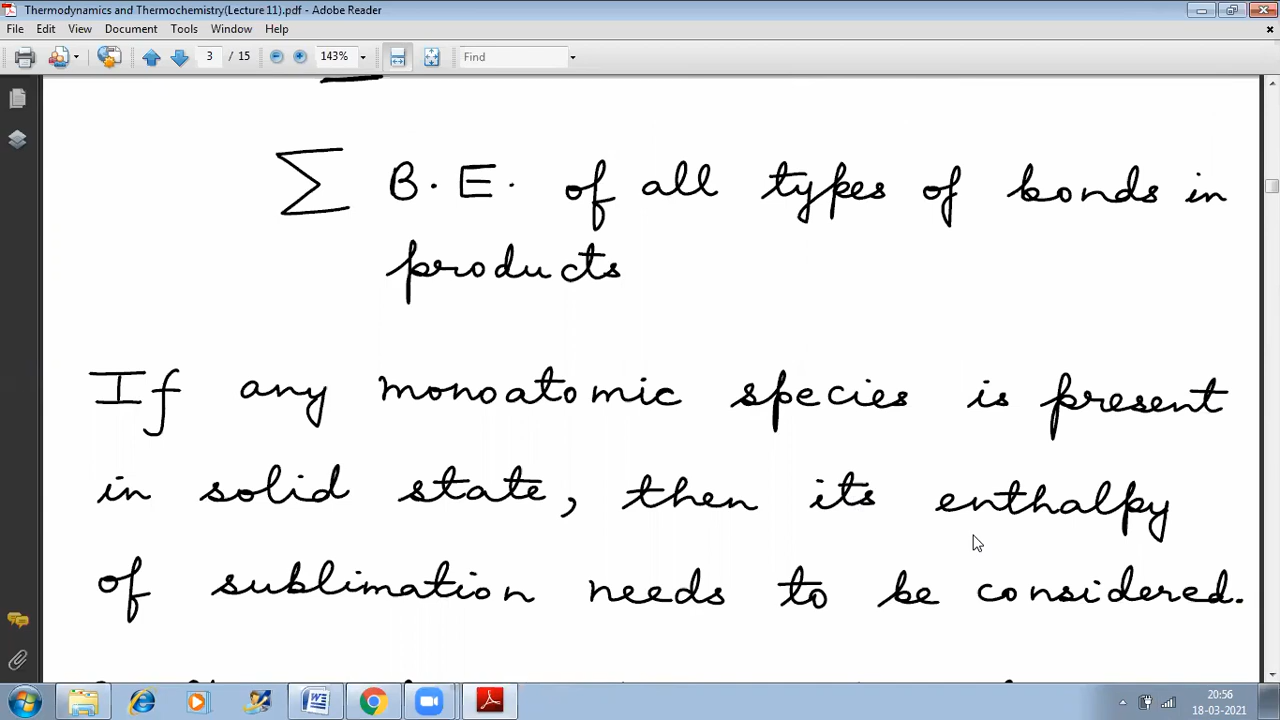 Thermodynamics and Thermochemistry(Lecture 11).pdf - Adobe Reader
File Edit View Document Tools Window Help
3 / 15 143% Find
Σ B.E. of all types of bonds in
products
If any monoatomic species is present
in solid state, then its enthalpy
of sublimation needs to be considered.
20:56
18-03-2021